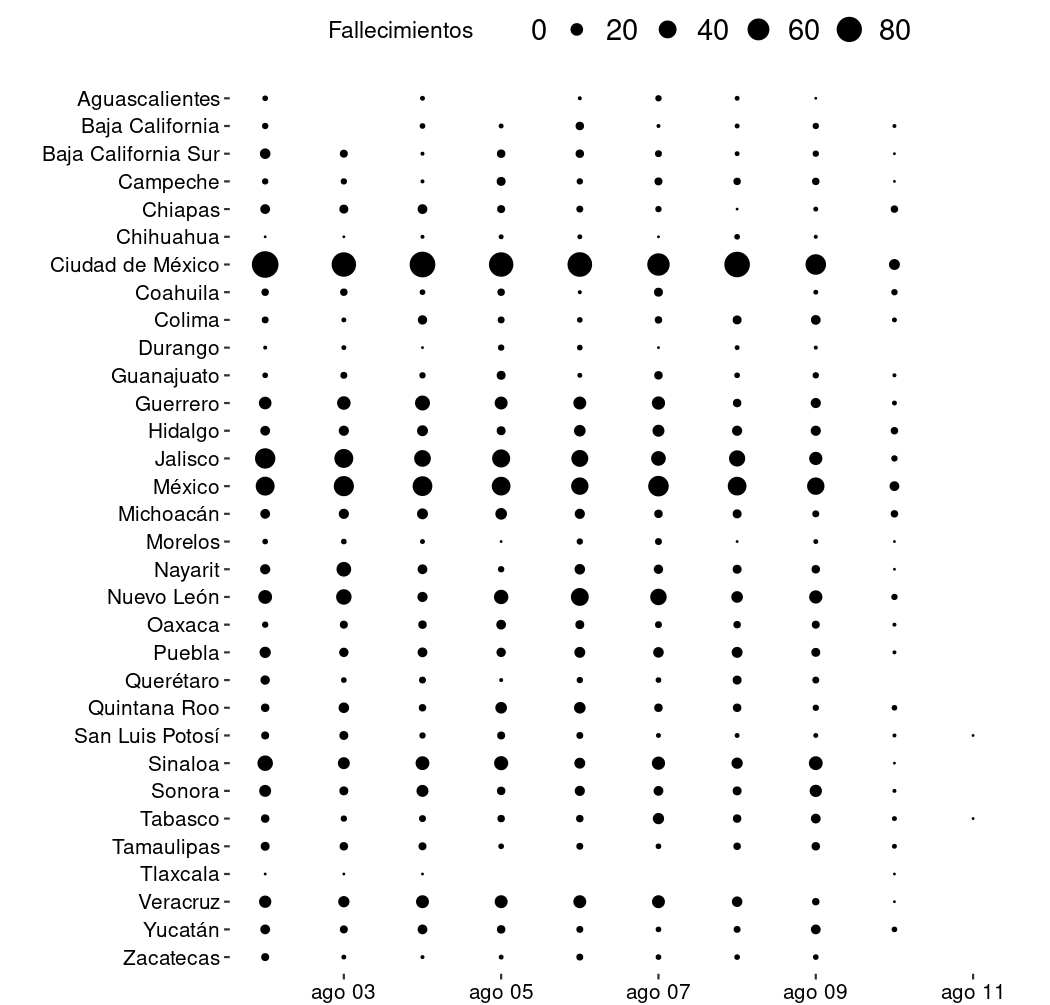 Fallecimientos 0 20 40 60 80
Aguascalientes
Baja California
Baja California Sur
Campeche
Chiapas
Chihuahua
Ciudad de México
Coahuila
Colima
Durango
Guanajuato
Guerrero
Hidalgo
Jalisco
México
Michoacán
Morelos
Nayarit
Nuevo León
Oaxaca
Puebla
Querétaro
Quintana Roo
San Luis Potosí
Sinaloa
Sonora
Tabasco
Tamaulipas
Tlaxcala
Veracruz
Yucatán
Zacatecas
ago 03 ago 05 ago 07 ago 09 ago 11